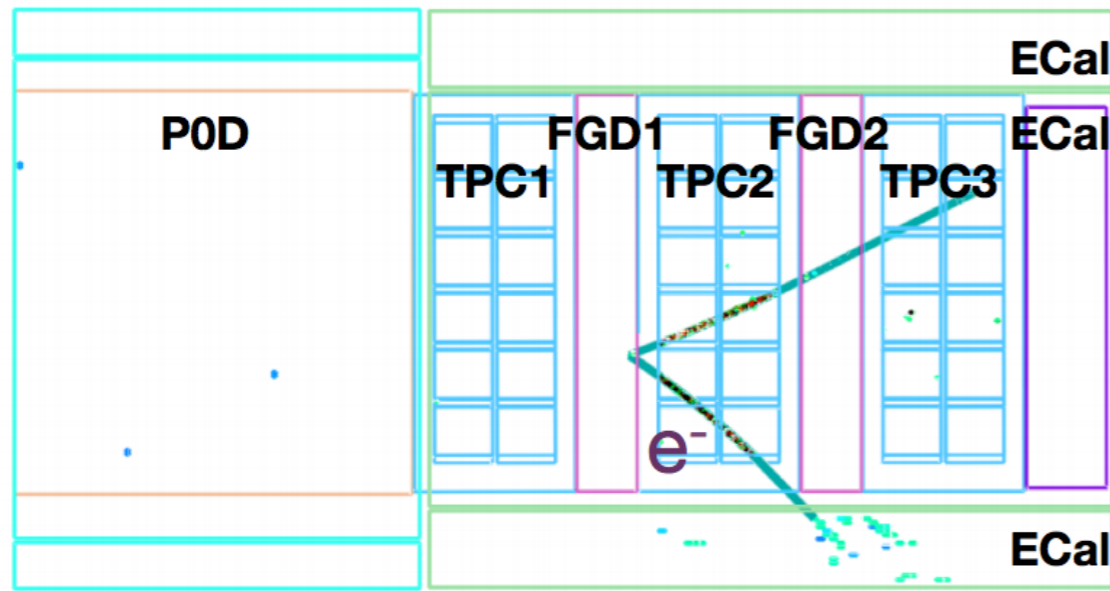 ECal
P0D
FGD1
FGD2
ECal
TPC1
TPC2
TPC3
e-
ECal